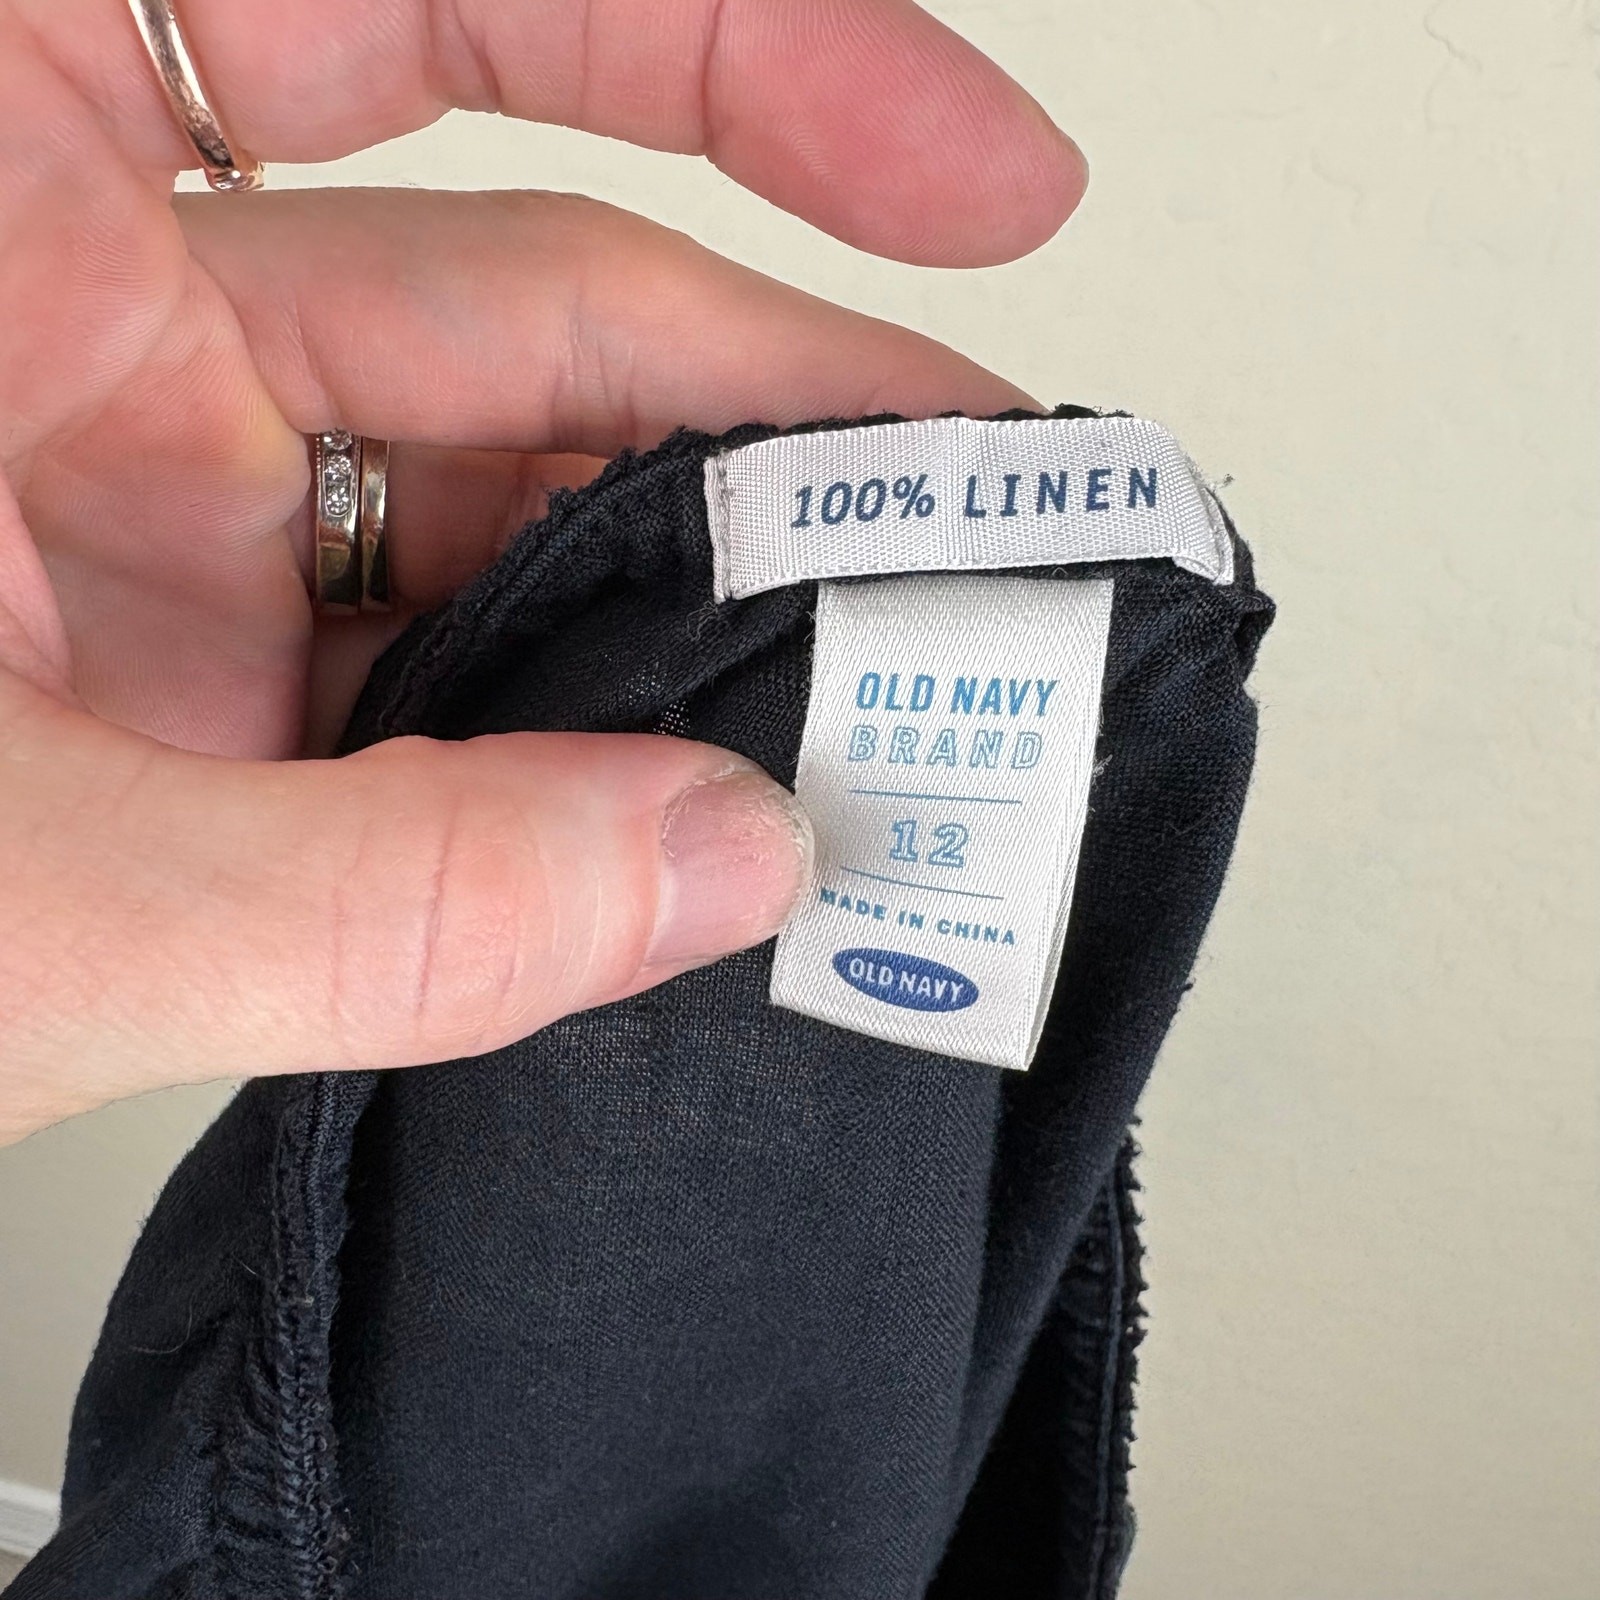 100% LINEN
OLD NAVY
BRAND
12
MADE IN CHINA
OLD NAVY